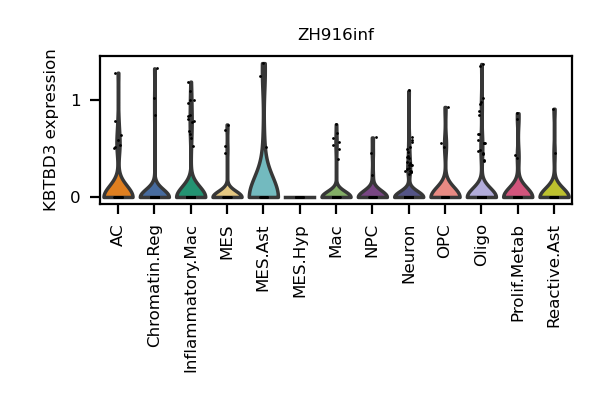 ZH916inf
KBTBD3 expression
1
0
AC
Chromatin.Reg
Inflammatory.Mac
MES
MES.Ast
MES.Hyp
Mac
NPC
Neuron
OPC
Oligo
Prolif.Metab
Reactive.Ast